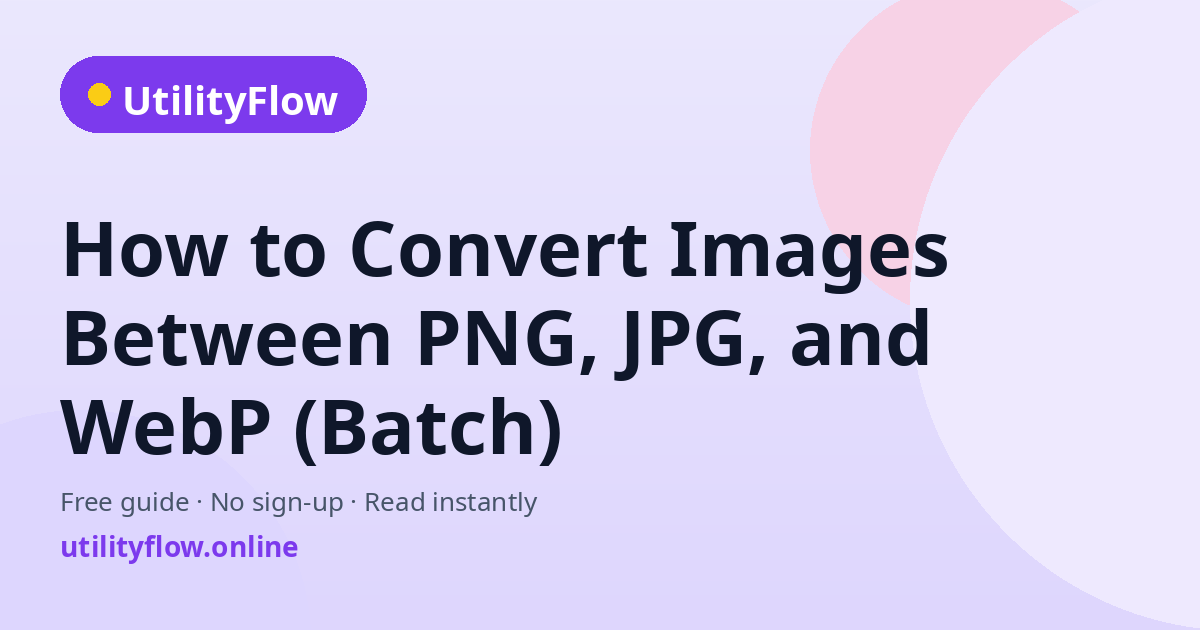 UtilityFlow
How to Convert Images
Between PNG, JPG, and
WebP (Batch)
Free guide · No sign-up · Read instantly
utilityflow.online